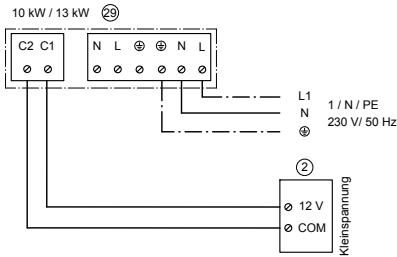 10 kW / 13 kW 29
C2 C1 N L N L
L1
N
1 / N / PE
230 V/ 50 Hz
2
12 V
COM
Kleinspannung